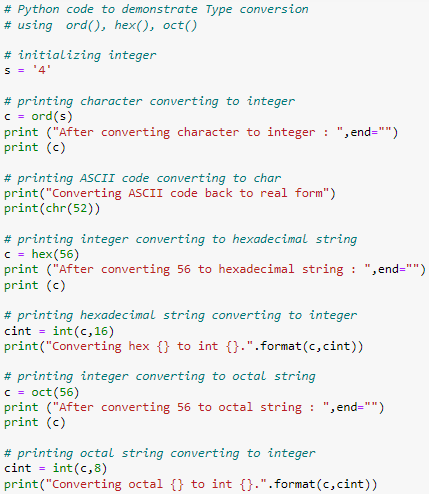 # Python code to demonstrate Type conversion
# using  ord(), hex(), oct()
# initializing integer
s = '4'
# printing character converting to integer
c = ord(s)
print ("After converting character to integer : ",end="")
print (c)
# printing ASCII code converting to char
print("Converting ASCII code back to real form")
print(chr(52))
# printing integer converting to hexadecimal string
c = hex(56)
print ("After converting 56 to hexadecimal string : ",end="")
print (c)
# printing hexadecimal string converting to integer
cint = int(c,16)
print("Converting hex {} to int {}.".format(c,cint))
# printing integer converting to octal string
c = oct(56)
print ("After converting 56 to octal string : ",end="")
print (c)
# printing octal string converting to integer
cint = int(c,8)
print("Converting octal {} to int {}.".format(c,cint))